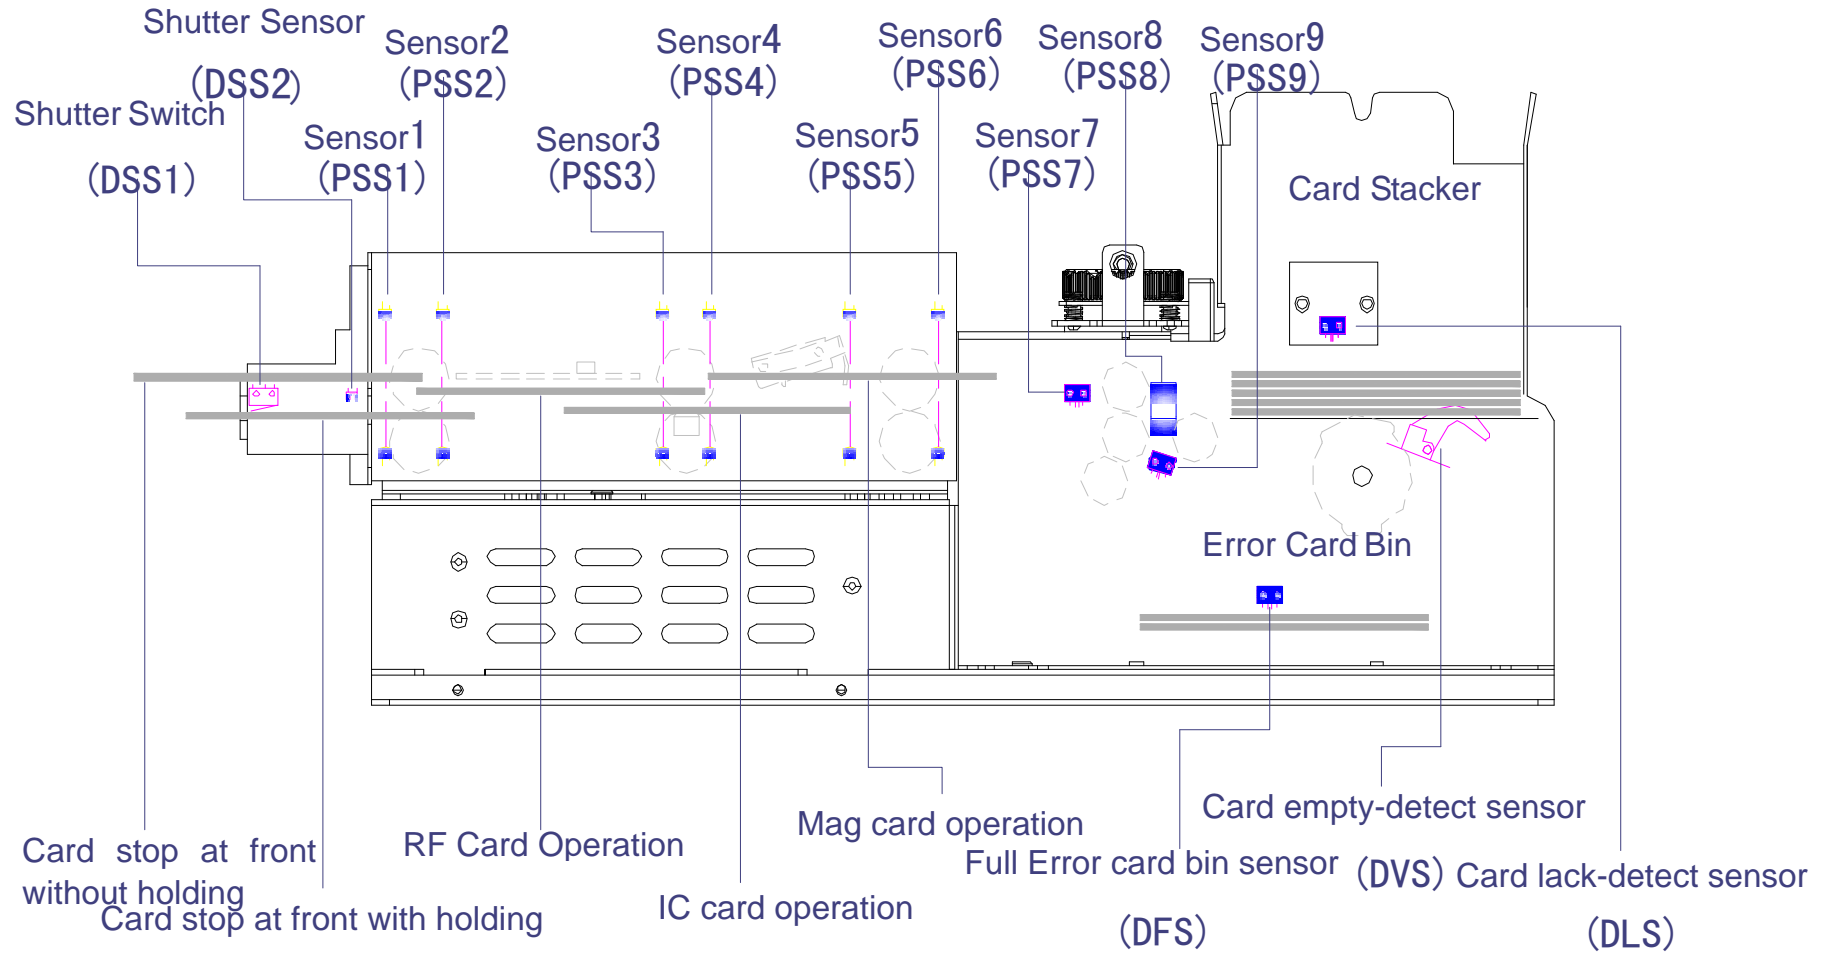 Shutter Sensor
(DSS2)
Shutter Switch
(DSS1)
Sensor1
(PSS1)
Sensor2
(PSS2)
Sensor3
(PSS3)
Sensor4
(PSS4)
Sensor5
(PSS5)
Sensor6
(PSS6)
Sensor7
(PSS7)
Sensor8
(PSS8)
Sensor9
(PSS9)
Card Stacker
Error Card Bin
Card stop at front
without holding
Card stop at front with holding
RF Card Operation
IC card operation
Mag card operation
Full Error card bin sensor
(DFS)
Card empty-detect sensor
(DVS)
Card lack-detect sensor
(DLS)